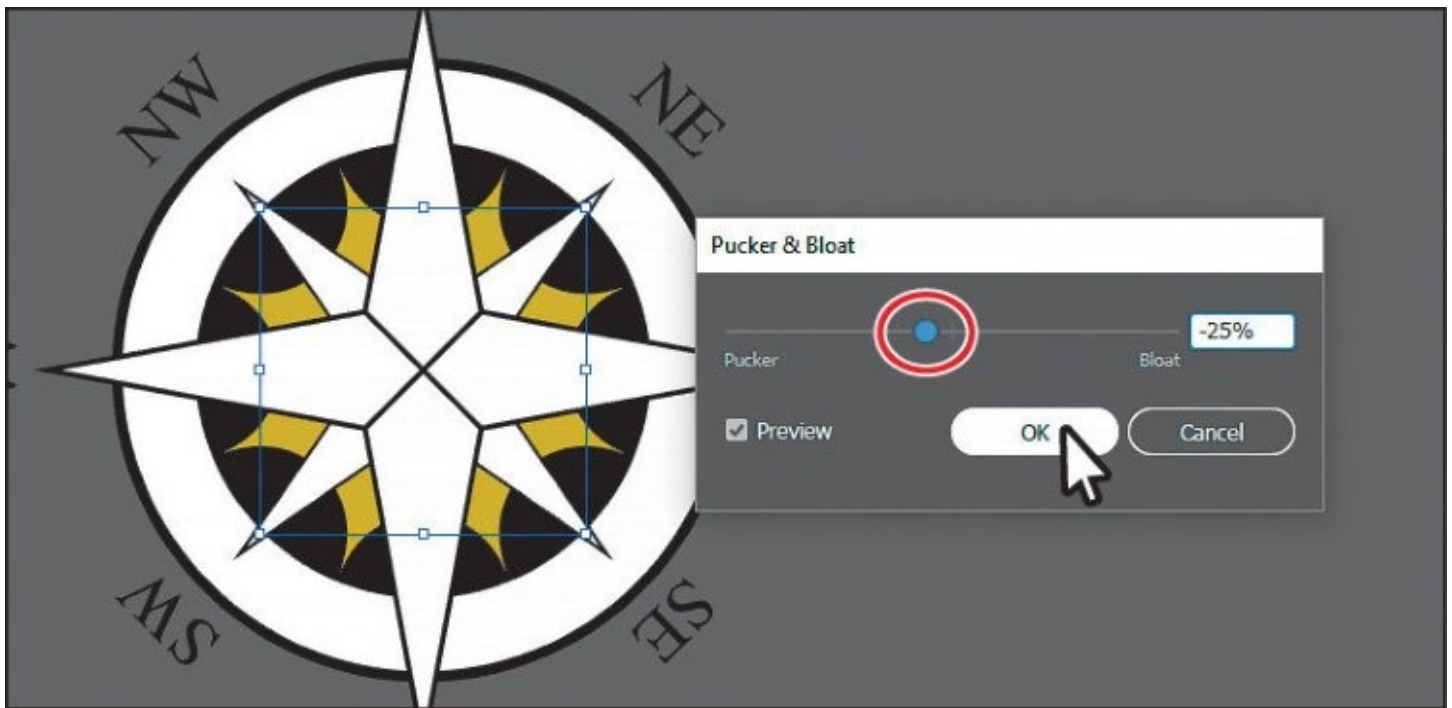 NW
NE
Pucker & Bloat
-25%
Pucker
Bloat
Preview
OK
Cancel
SW
SE